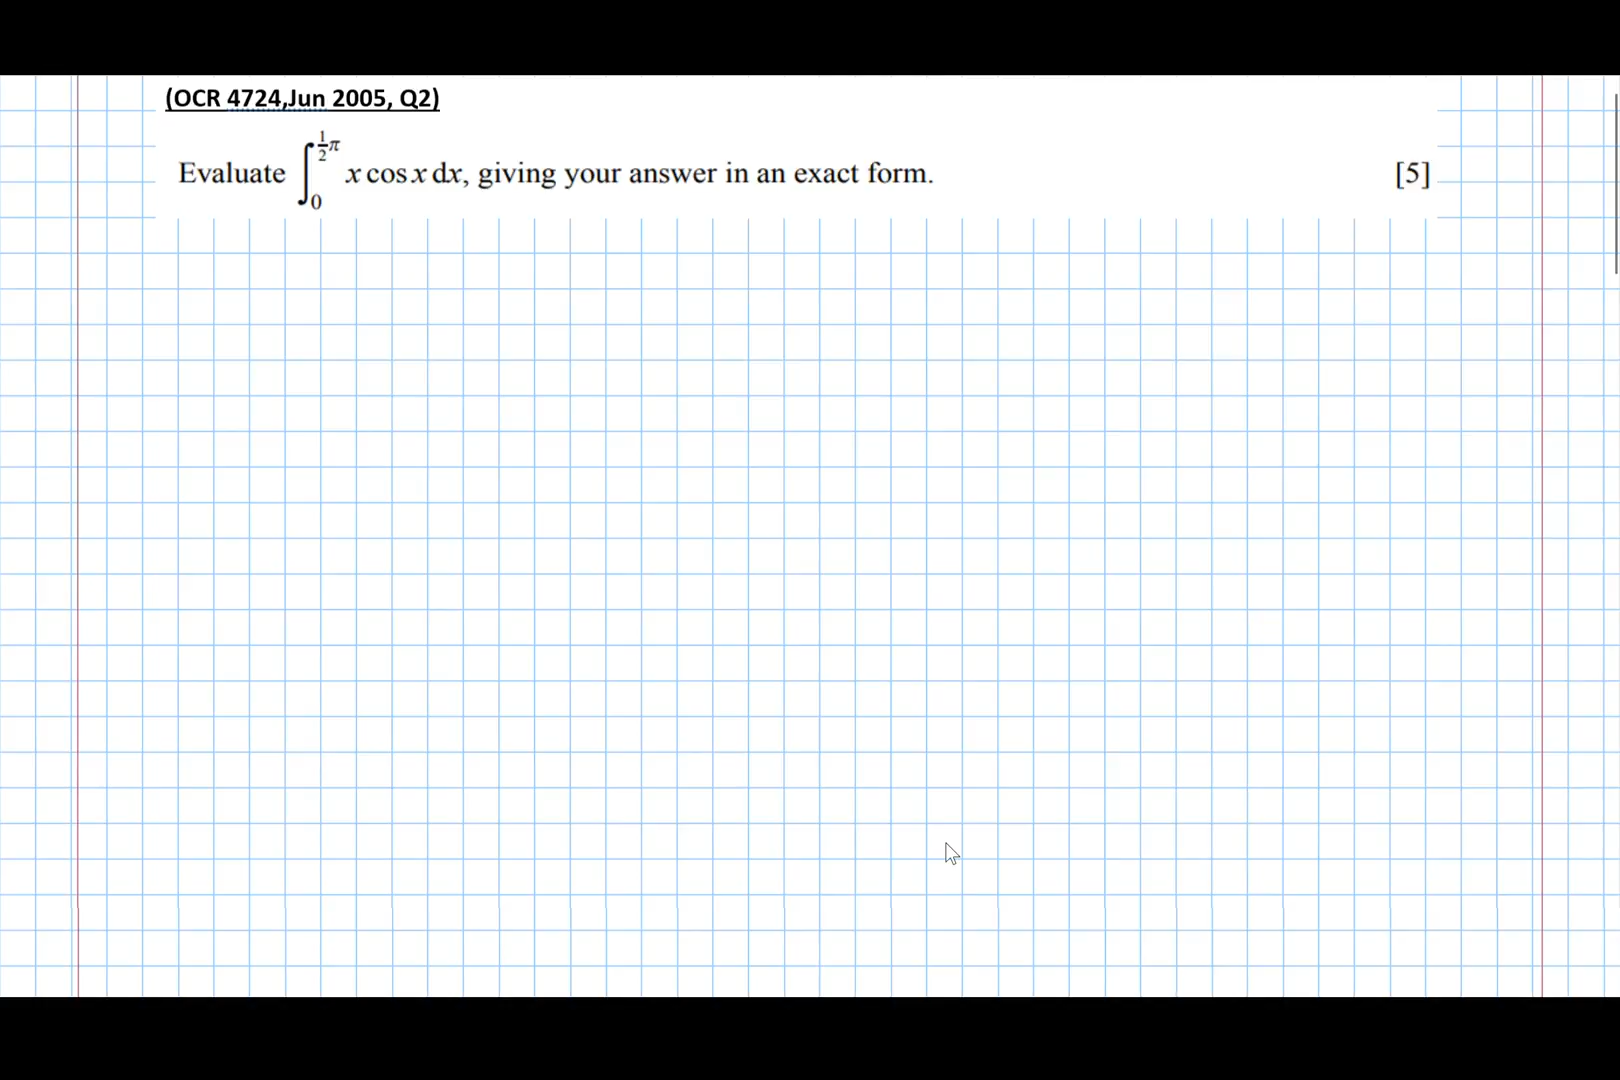 (OCR 4724,Jun 2005, Q2)
Evaluate ∫₀^{½π} x cos x dx, giving your answer in an exact form. [5]